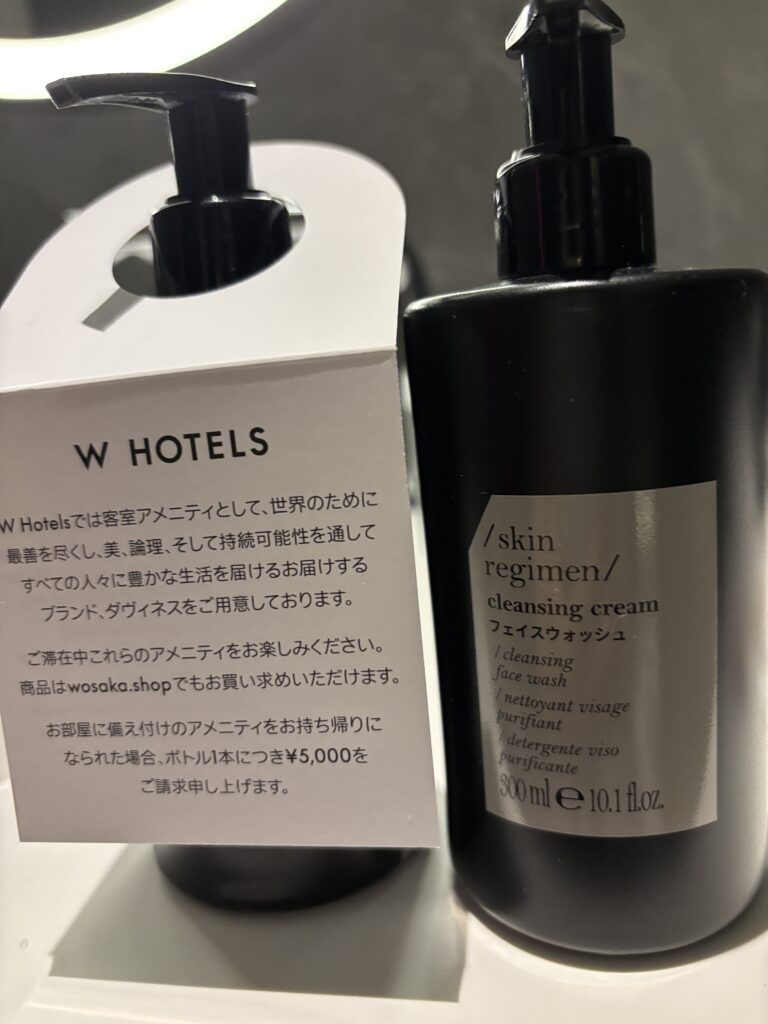 W HOTELS
W Hotelsでは客室アメニティとして、世界のために
最善を尽くし、美、論理、そして持続可能性を通して
すべての人々に豊かな生活を届けるお届けする
ブランド、ダヴィネスをご用意しております。
ご滞在中これらのアメニティをお楽しみください。
商品はwosaka.shopでもお買い求めいただけます。
お部屋に備え付けのアメニティをお持ち帰りに
なられた場合、ボトル1本につき¥5,000を
ご請求申し上げます。
/skin
regimen/
cleansing cream
フェイスウォッシュ
/ cleansing
face wash
/ nettoyant visage
purifiant
/ detergente viso
purificante
300 ml ℮ 10.1 fl.oz.